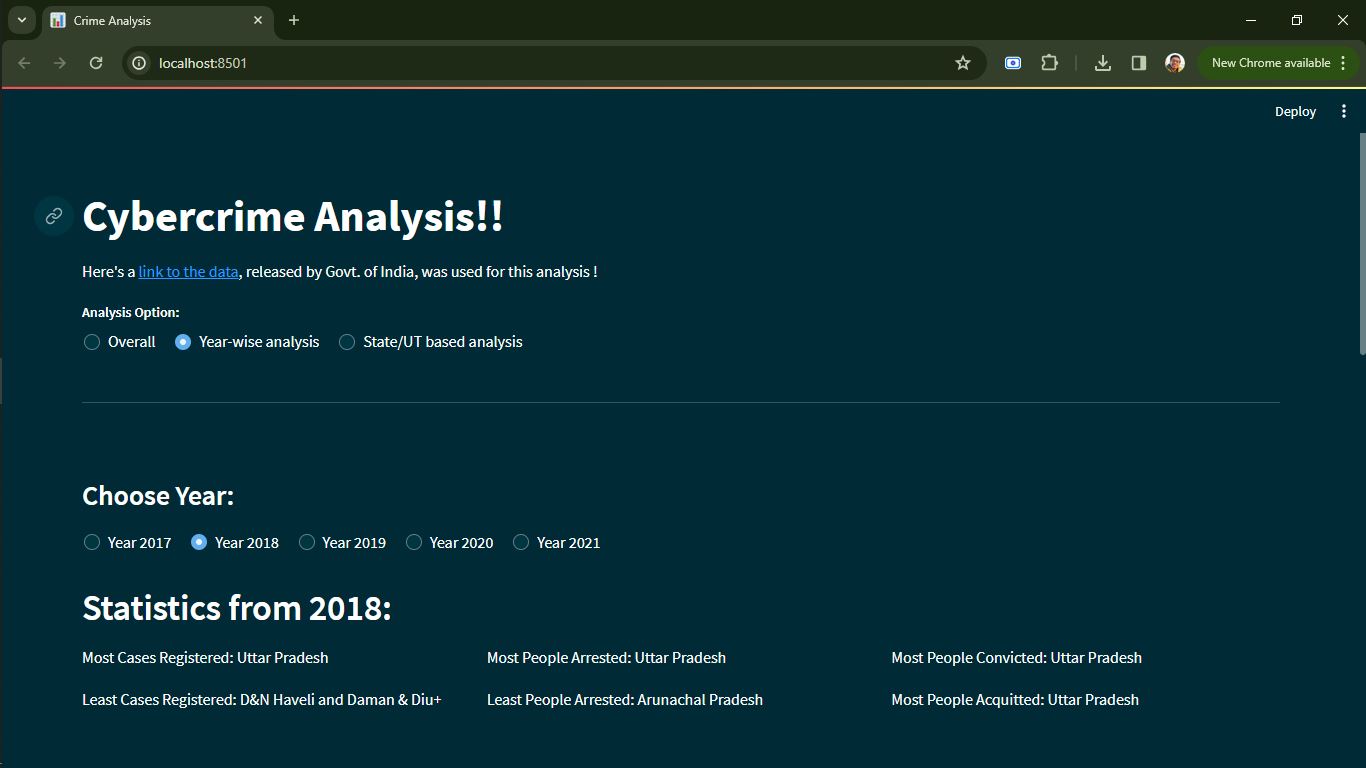 Crime Analysis
localhost:8501
New Chrome available
Deploy
Cybercrime Analysis!!
Here's a link to the data, released by Govt. of India, was used for this analysis !
Analysis Option:
Overall Year-wise analysis State/UT based analysis
Choose Year:
Year 2017 Year 2018 Year 2019 Year 2020 Year 2021
Statistics from 2018:
Most Cases Registered: Uttar Pradesh Most People Arrested: Uttar Pradesh Most People Convicted: Uttar Pradesh
Least Cases Registered: D&N Haveli and Daman & Diu+ Least People Arrested: Arunachal Pradesh Most People Acquitted: Uttar Pradesh